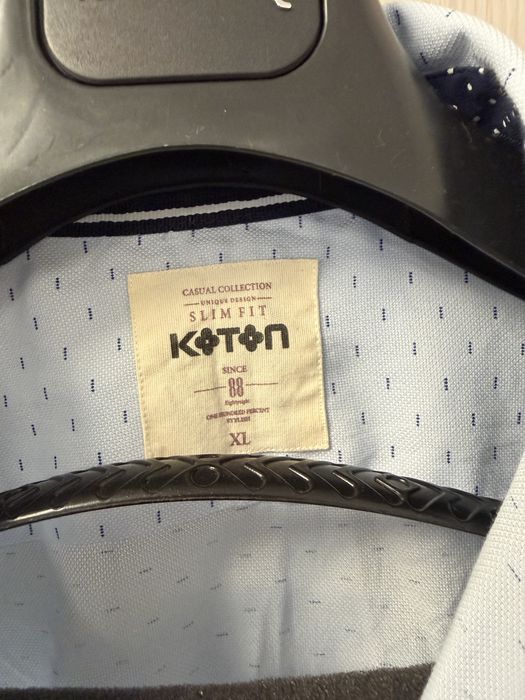 CASUAL COLLECTION
UNIQUE DESIGN
SLIM FIT
KOTON
SINCE
88
Eightyeight
ONE HUNDRED PERCENT
STYLISH
XL